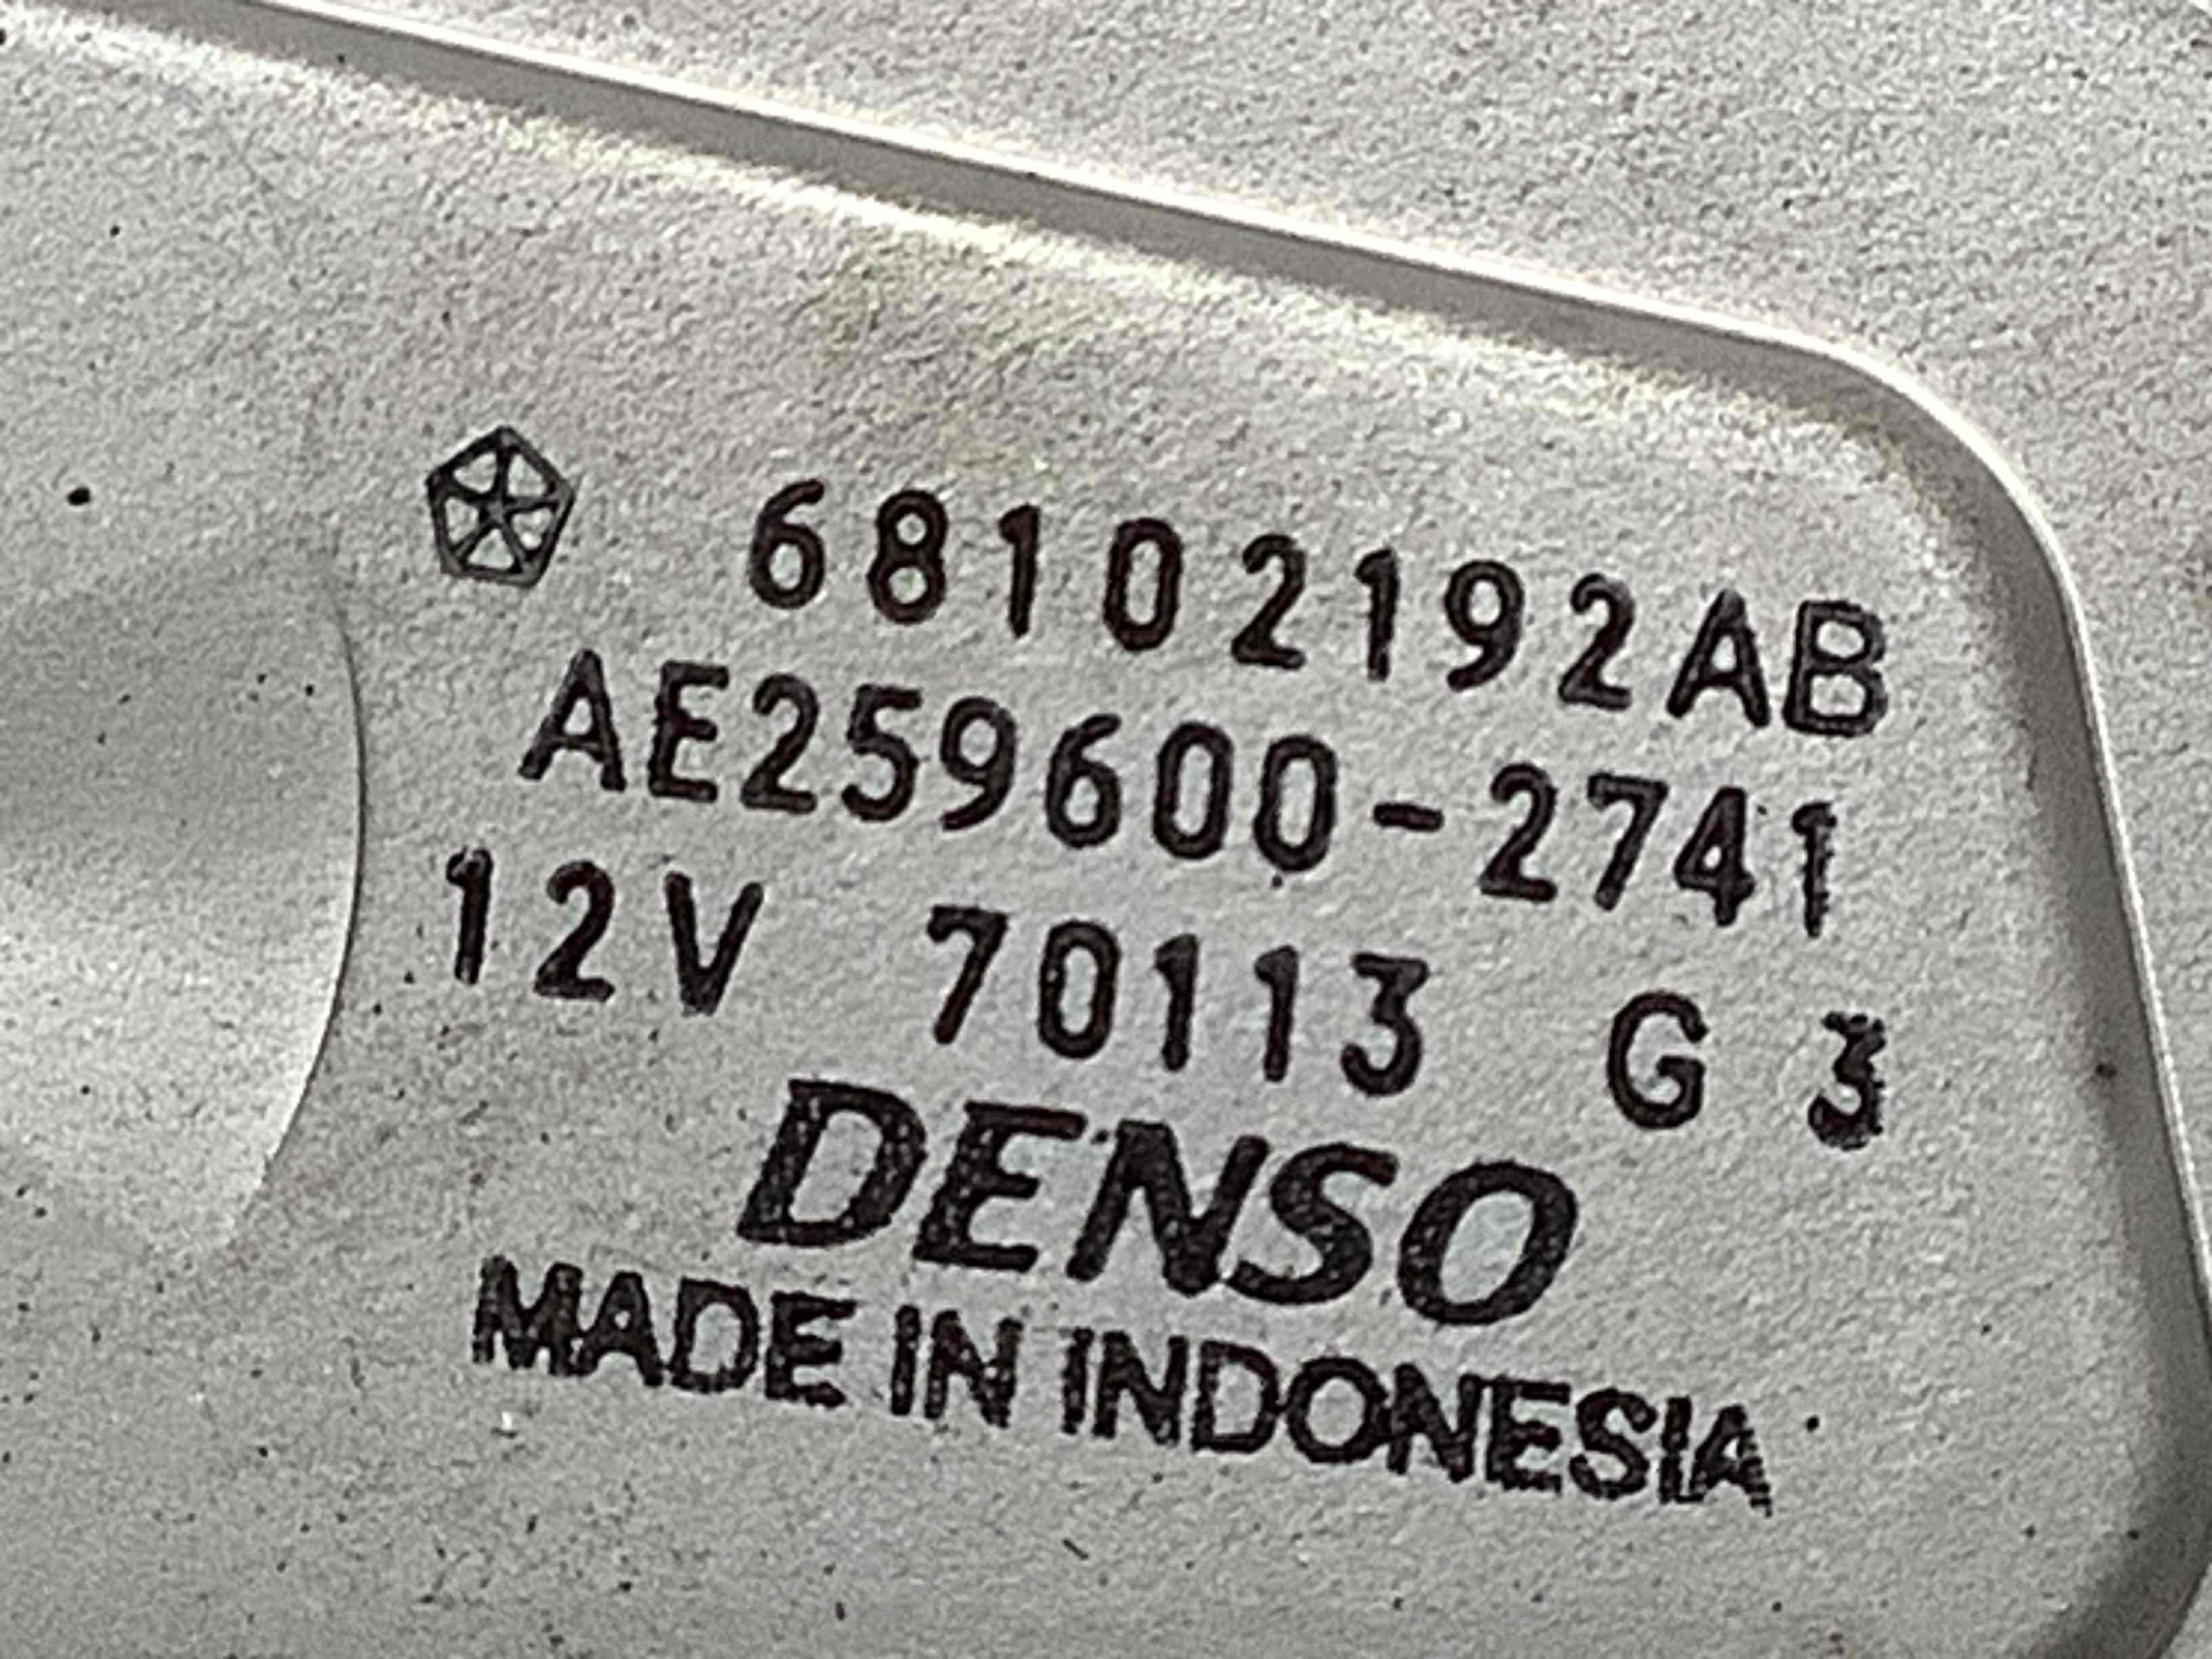 68102192AB
AE259600-2741
12V 70113 G 3
DENSO
MADE IN INDONESIA